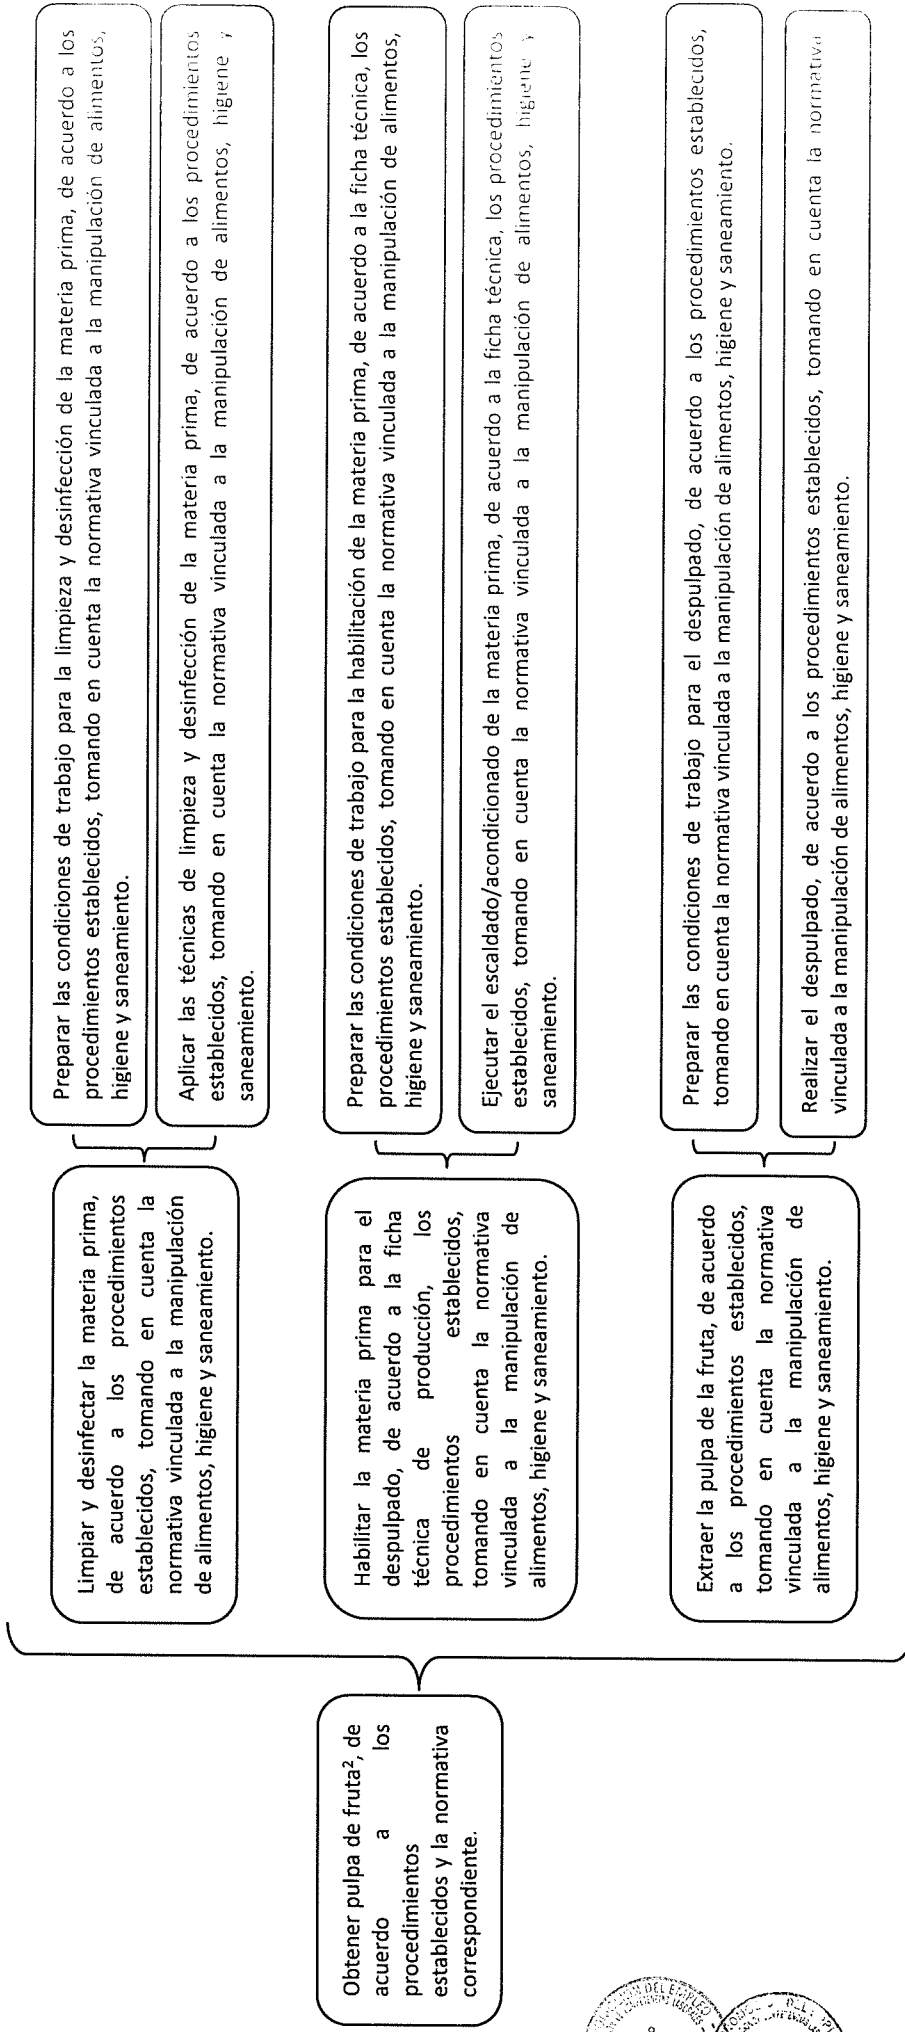 Obtener pulpa de fruta², de
acuerdo a los
procedimientos
establecidos y la normativa
correspondiente.
Limpiar y desinfectar la materia prima,
de acuerdo a los procedimientos
establecidos, tomando en cuenta la
normativa vinculada a la manipulación
de alimentos, higiene y saneamiento.
Preparar las condiciones de trabajo para la limpieza y desinfección de la materia prima, de acuerdo a los
procedimientos establecidos, tomando en cuenta la normativa vinculada a la manipulación de alimentos,
higiene y saneamiento.
Aplicar las técnicas de limpieza y desinfección de la materia prima, de acuerdo a los procedimientos
establecidos, tomando en cuenta la normativa vinculada a la manipulación de alimentos, higiene y
saneamiento.
Habilitar la materia prima para el
despulpado, de acuerdo a la ficha
técnica de producción, los
procedimientos establecidos,
tomando en cuenta la normativa
vinculada a la manipulación de
alimentos, higiene y saneamiento.
Preparar las condiciones de trabajo para la habilitación de la materia prima, de acuerdo a la ficha técnica, los
procedimientos establecidos, tomando en cuenta la normativa vinculada a la manipulación de alimentos,
higiene y saneamiento.
Ejecutar el escaldado/acondicionado de la materia prima, de acuerdo a la ficha técnica, los procedimientos
establecidos, tomando en cuenta la normativa vinculada a la manipulación de alimentos, higiene y
saneamiento.
Extraer la pulpa de la fruta, de acuerdo
a los procedimientos establecidos,
tomando en cuenta la normativa
vinculada a la manipulación de
alimentos, higiene y saneamiento.
Preparar las condiciones de trabajo para el despulpado, de acuerdo a los procedimientos establecidos,
tomando en cuenta la normativa vinculada a la manipulación de alimentos, higiene y saneamiento.
Realizar el despulpado, de acuerdo a los procedimientos establecidos, tomando en cuenta la normativa
vinculada a la manipulación de alimentos, higiene y saneamiento.
DEL EMPLEO